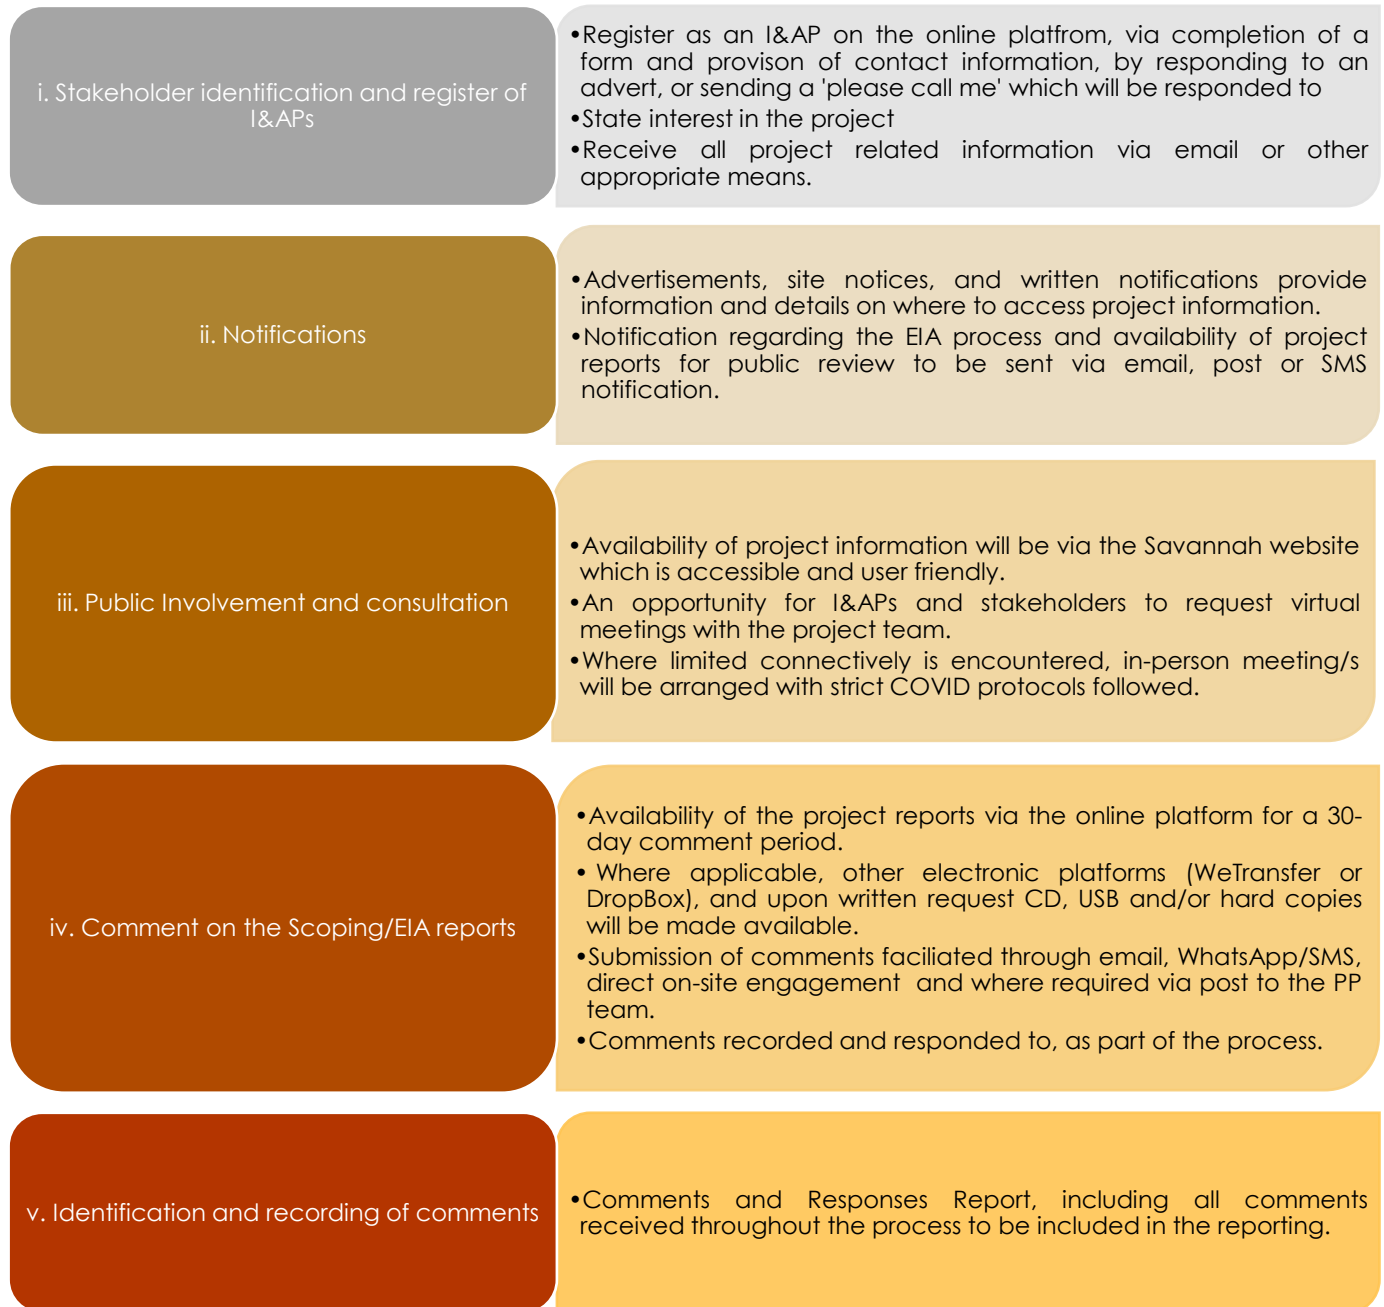 i. Stakeholder identification and register of
I&APs
•Register as an I&AP on the online platfrom, via completion of a
form and provison of contact information, by responding to an
advert, or sending a 'please call me' which will be responded to
•State interest in the project
•Receive all project related information via email or other
appropriate means.
ii. Notifications
•Advertisements, site notices, and written notifications provide
information and details on where to access project information.
•Notification regarding the EIA process and availability of project
reports for public review to be sent via email, post or SMS
notification.
iii. Public Involvement and consultation
•Availability of project information will be via the Savannah website
which is accessible and user friendly.
•An opportunity for I&APs and stakeholders to request virtual
meetings with the project team.
•Where limited connectively is encountered, in-person meeting/s
will be arranged with strict COVID protocols followed.
iv. Comment on the Scoping/EIA reports
•Availability of the project reports via the online platform for a 30-
day comment period.
• Where applicable, other electronic platforms (WeTransfer or
DropBox), and upon written request CD, USB and/or hard copies
will be made available.
•Submission of comments faciliated through email, WhatsApp/SMS,
direct on-site engagement and where required via post to the PP
team.
•Comments recorded and responded to, as part of the process.
v. Identification and recording of comments
•Comments and Responses Report, including all comments
received throughout the process to be included in the reporting.